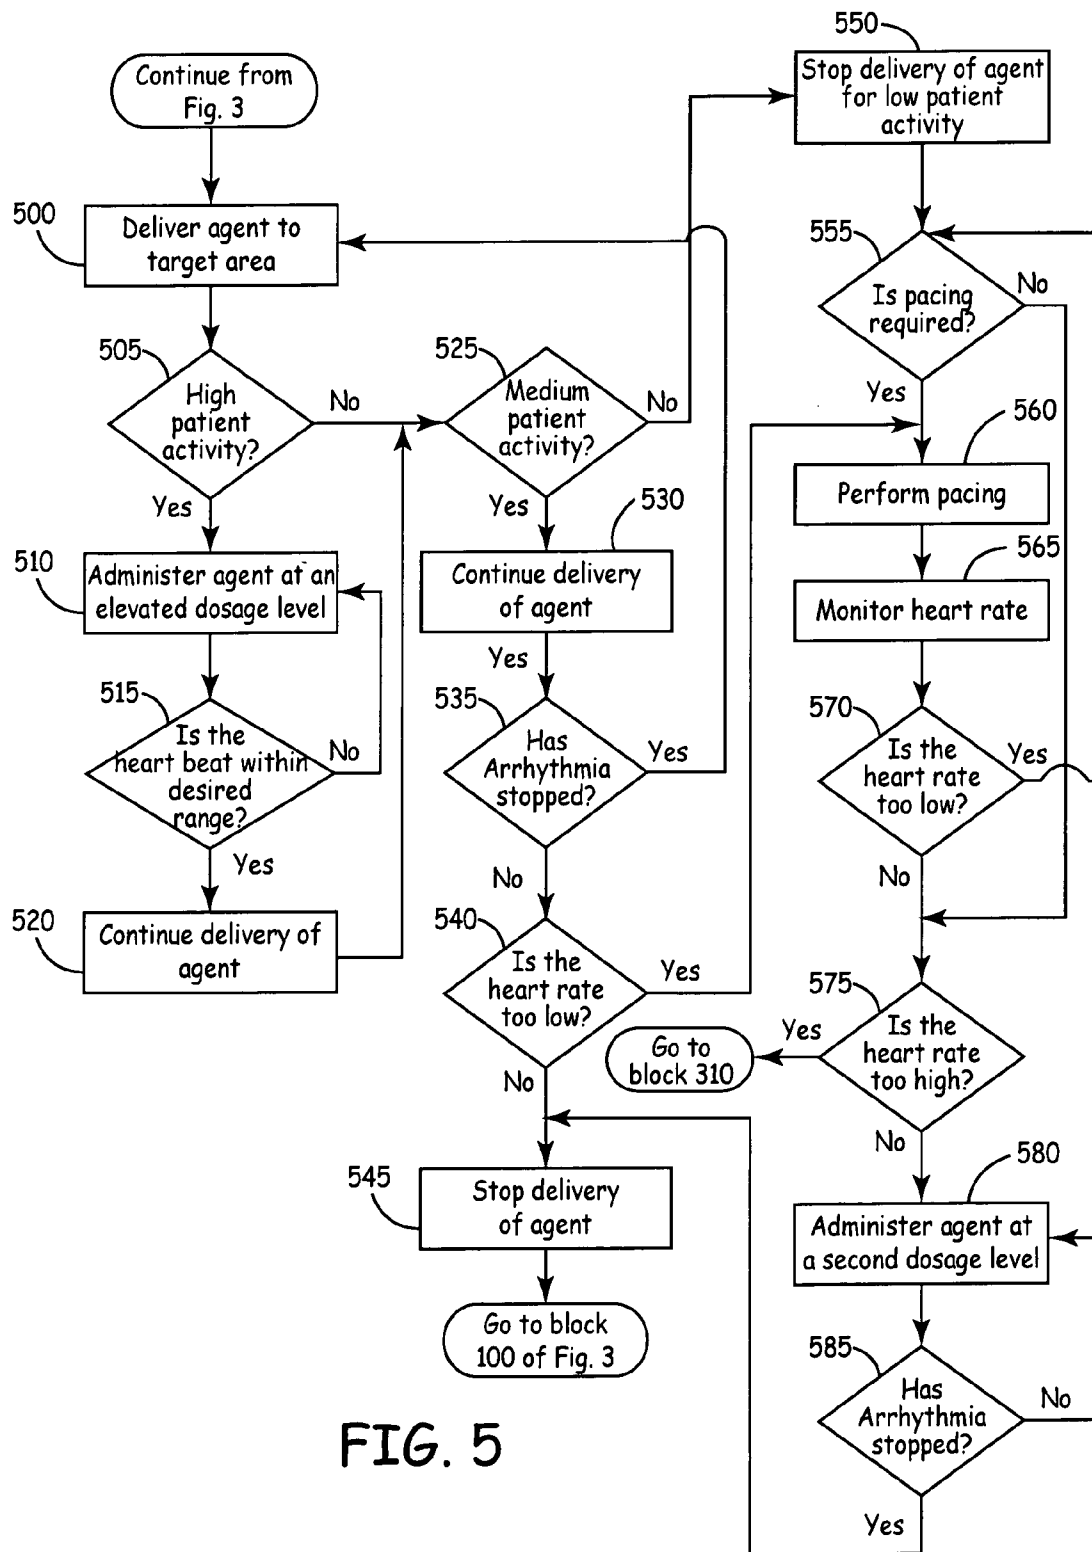 Continue from
Fig. 3
500
Deliver agent to
target area
505
High
patient
activity?
No
Yes
510
Administer agent at an
elevated dosage level
515
Is the
heart beat within
desired
range?
No
Yes
520
Continue delivery of
agent
525
Medium
patient
activity?
No
Yes
530
Continue delivery
of agent
Yes
535
Has
Arrhythmia
stopped?
Yes
No
540
Is the
heart rate
too low?
Yes
No
545
Stop delivery
of agent
Go to block
100 of Fig. 3
550
Stop delivery of agent
for low patient
activity
555
Is pacing
required?
No
Yes
560
Perform pacing
565
Monitor heart rate
570
Is the
heart rate
too low?
Yes
No
575
Is the
heart rate
too high?
Yes
Go to
block 310
No
580
Administer agent at
a second dosage level
585
Has
Arrhythmia
stopped?
No
Yes
FIG. 5